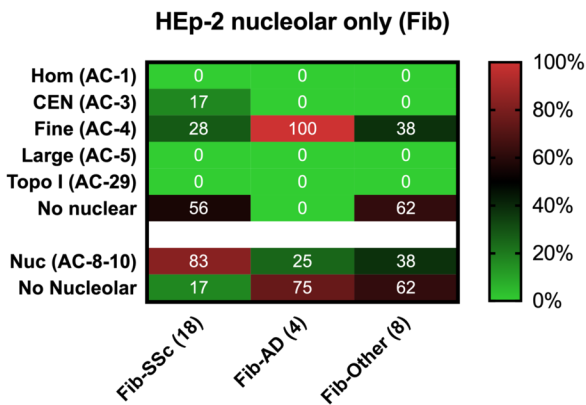 HEp-2 nucleolar only (Fib)
Hom (AC-1) 0 0 0
CEN (AC-3) 17 0 0
Fine (AC-4) 28 100 38
Large (AC-5) 0 0 0
Topo I (AC-29) 0 0 0
No nuclear 56 0 62
Nuc (AC-8-10) 83 25 38
No Nucleolar 17 75 62
Fib-SSc (18)
Fib-AD (4)
Fib-Other (8)
100%
80%
60%
40%
20%
0%